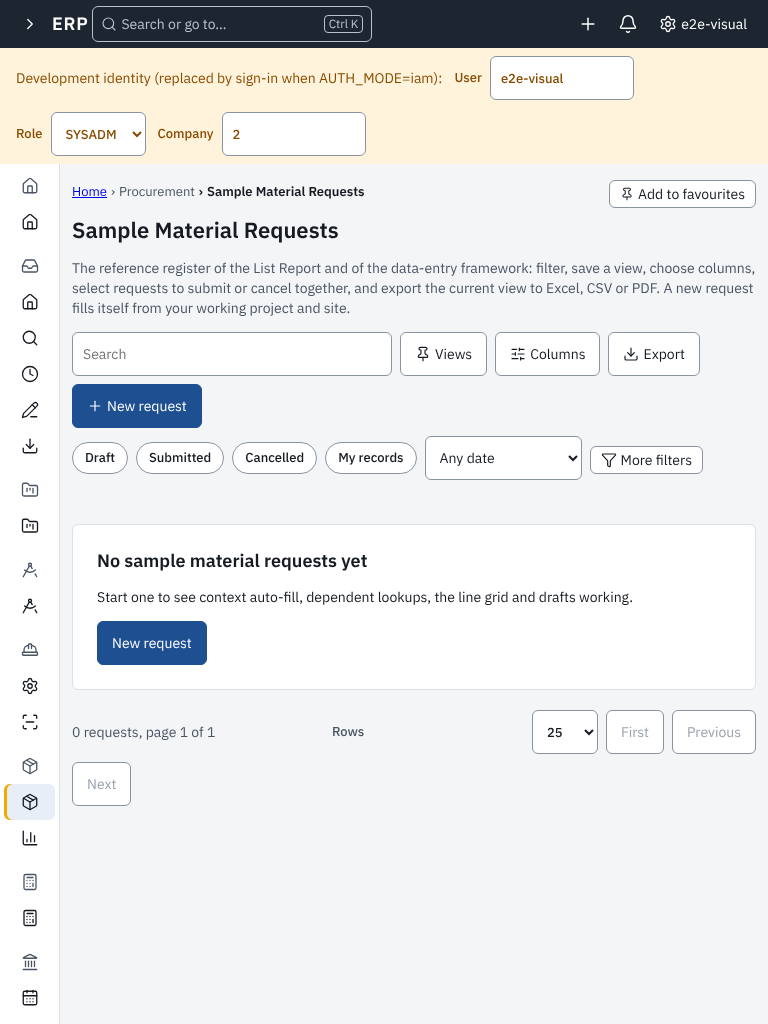 ERP Search or go to... Ctrl K e2e-visual
Development identity (replaced by sign-in when AUTH_MODE=iam): User e2e-visual
Role SYSADM Company 2
Home › Procurement › Sample Material Requests Add to favourites
Sample Material Requests
The reference register of the List Report and of the data-entry framework: filter, save a view, choose columns,
select requests to submit or cancel together, and export the current view to Excel, CSV or PDF. A new request
fills itself from your working project and site.
Search Views Columns Export
New request
Draft Submitted Cancelled My records Any date More filters
No sample material requests yet
Start one to see context auto-fill, dependent lookups, the line grid and drafts working.
New request
0 requests, page 1 of 1 Rows 25 First Previous
Next